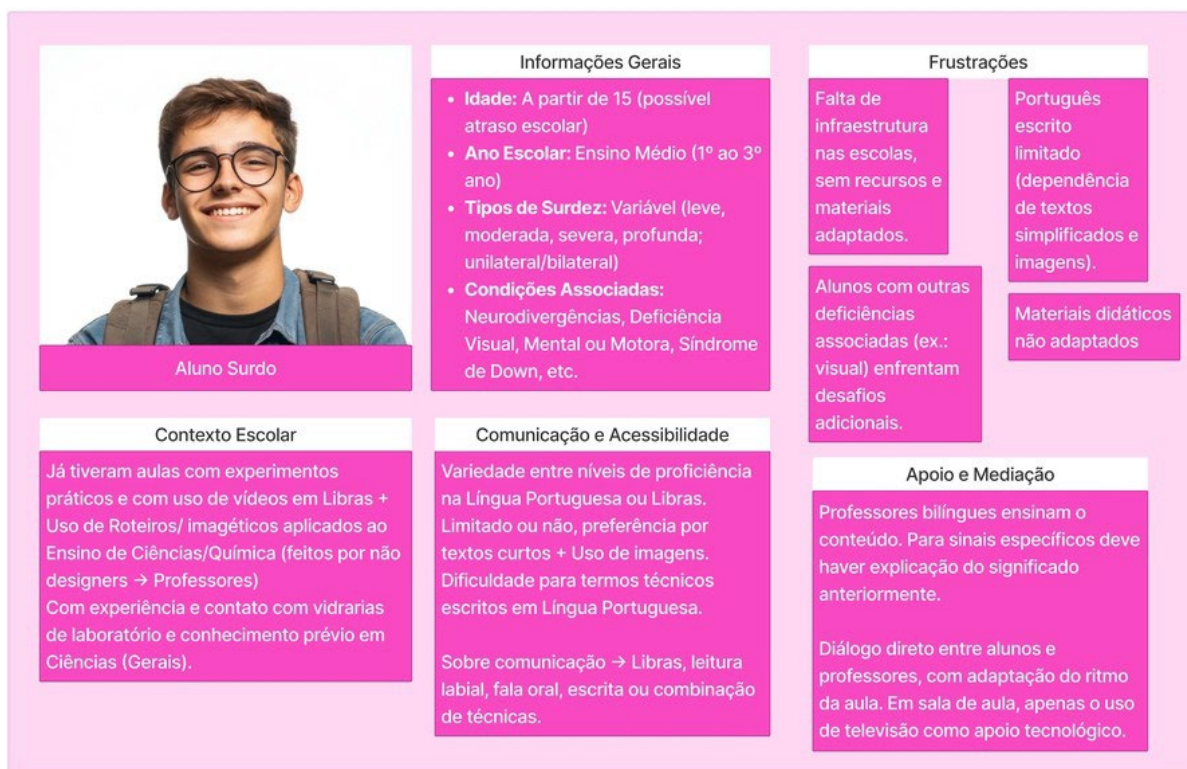 Aluno Surdo
Informações Gerais
• Idade: A partir de 15 (possível
atraso escolar)
• Ano Escolar: Ensino Médio (1º ao 3º
ano)
• Tipos de Surdez: Variável (leve,
moderada, severa, profunda;
unilateral/bilateral)
• Condições Associadas:
Neurodivergências, Deficiência
Visual, Mental ou Motora, Síndrome
de Down, etc.
Frustrações
Falta de
infraestrutura
nas escolas,
sem recursos e
materiais
adaptados.
Português
escrito
limitado
(dependência
de textos
simplificados e
imagens).
Alunos com outras
deficiências
associadas (ex.:
visual) enfrentam
desafios
adicionais.
Materiais didáticos
não adaptados
Contexto Escolar
Já tiveram aulas com experimentos
práticos e com uso de vídeos em Libras +
Uso de Roteiros/ imagéticos aplicados ao
Ensino de Ciências/Química (feitos por não
designers → Professores)
Com experiência e contato com vidrarias
de laboratório e conhecimento prévio em
Ciências (Gerais).
Comunicação e Acessibilidade
Variedade entre níveis de proficiência
na Língua Portuguesa ou Libras.
Limitado ou não, preferência por
textos curtos + Uso de imagens.
Dificuldade para termos técnicos
escritos em Língua Portuguesa.
Sobre comunicação → Libras, leitura
labial, fala oral, escrita ou combinação
de técnicas.
Apoio e Mediação
Professores bilíngues ensinam o
conteúdo. Para sinais específicos deve
haver explicação do significado
anteriormente.
Diálogo direto entre alunos e
professores, com adaptação do ritmo
da aula. Em sala de aula, apenas o uso
de televisão como apoio tecnológico.